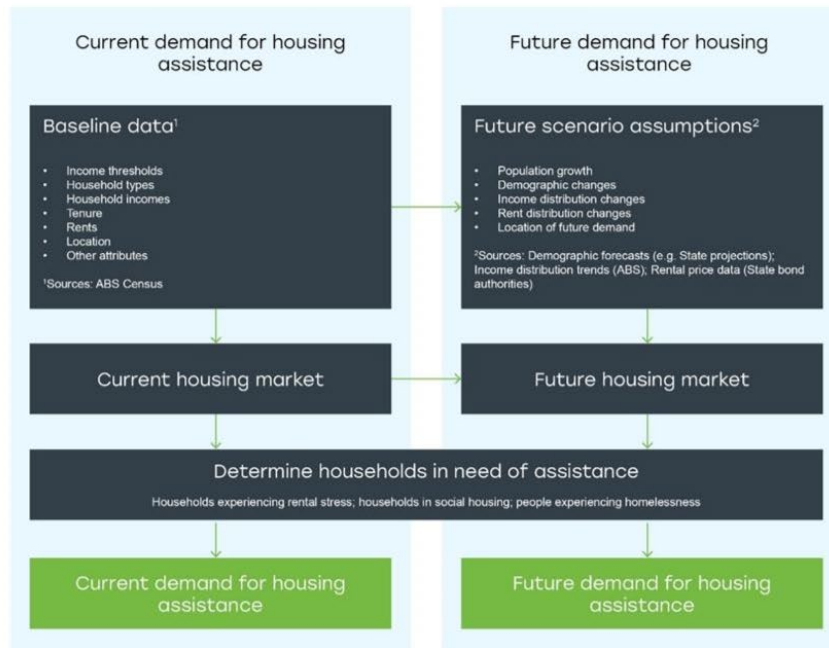 Current demand for housing
assistance
Future demand for housing
assistance
Baseline data¹
• Income thresholds
• Household types
• Household incomes
• Tenure
• Rents
• Location
• Other attributes
¹Sources: ABS Census
Future scenario assumptions²
• Population growth
• Demographic changes
• Income distribution changes
• Rent distribution changes
• Location of future demand
²Sources: Demographic forecasts (e.g. State projections);
Income distribution trends (ABS); Rental price data (State bond
authorities)
Current housing market
Future housing market
Determine households in need of assistance
Households experiencing rental stress; households in social housing; people experiencing homelessness
Current demand for housing
assistance
Future demand for housing
assistance